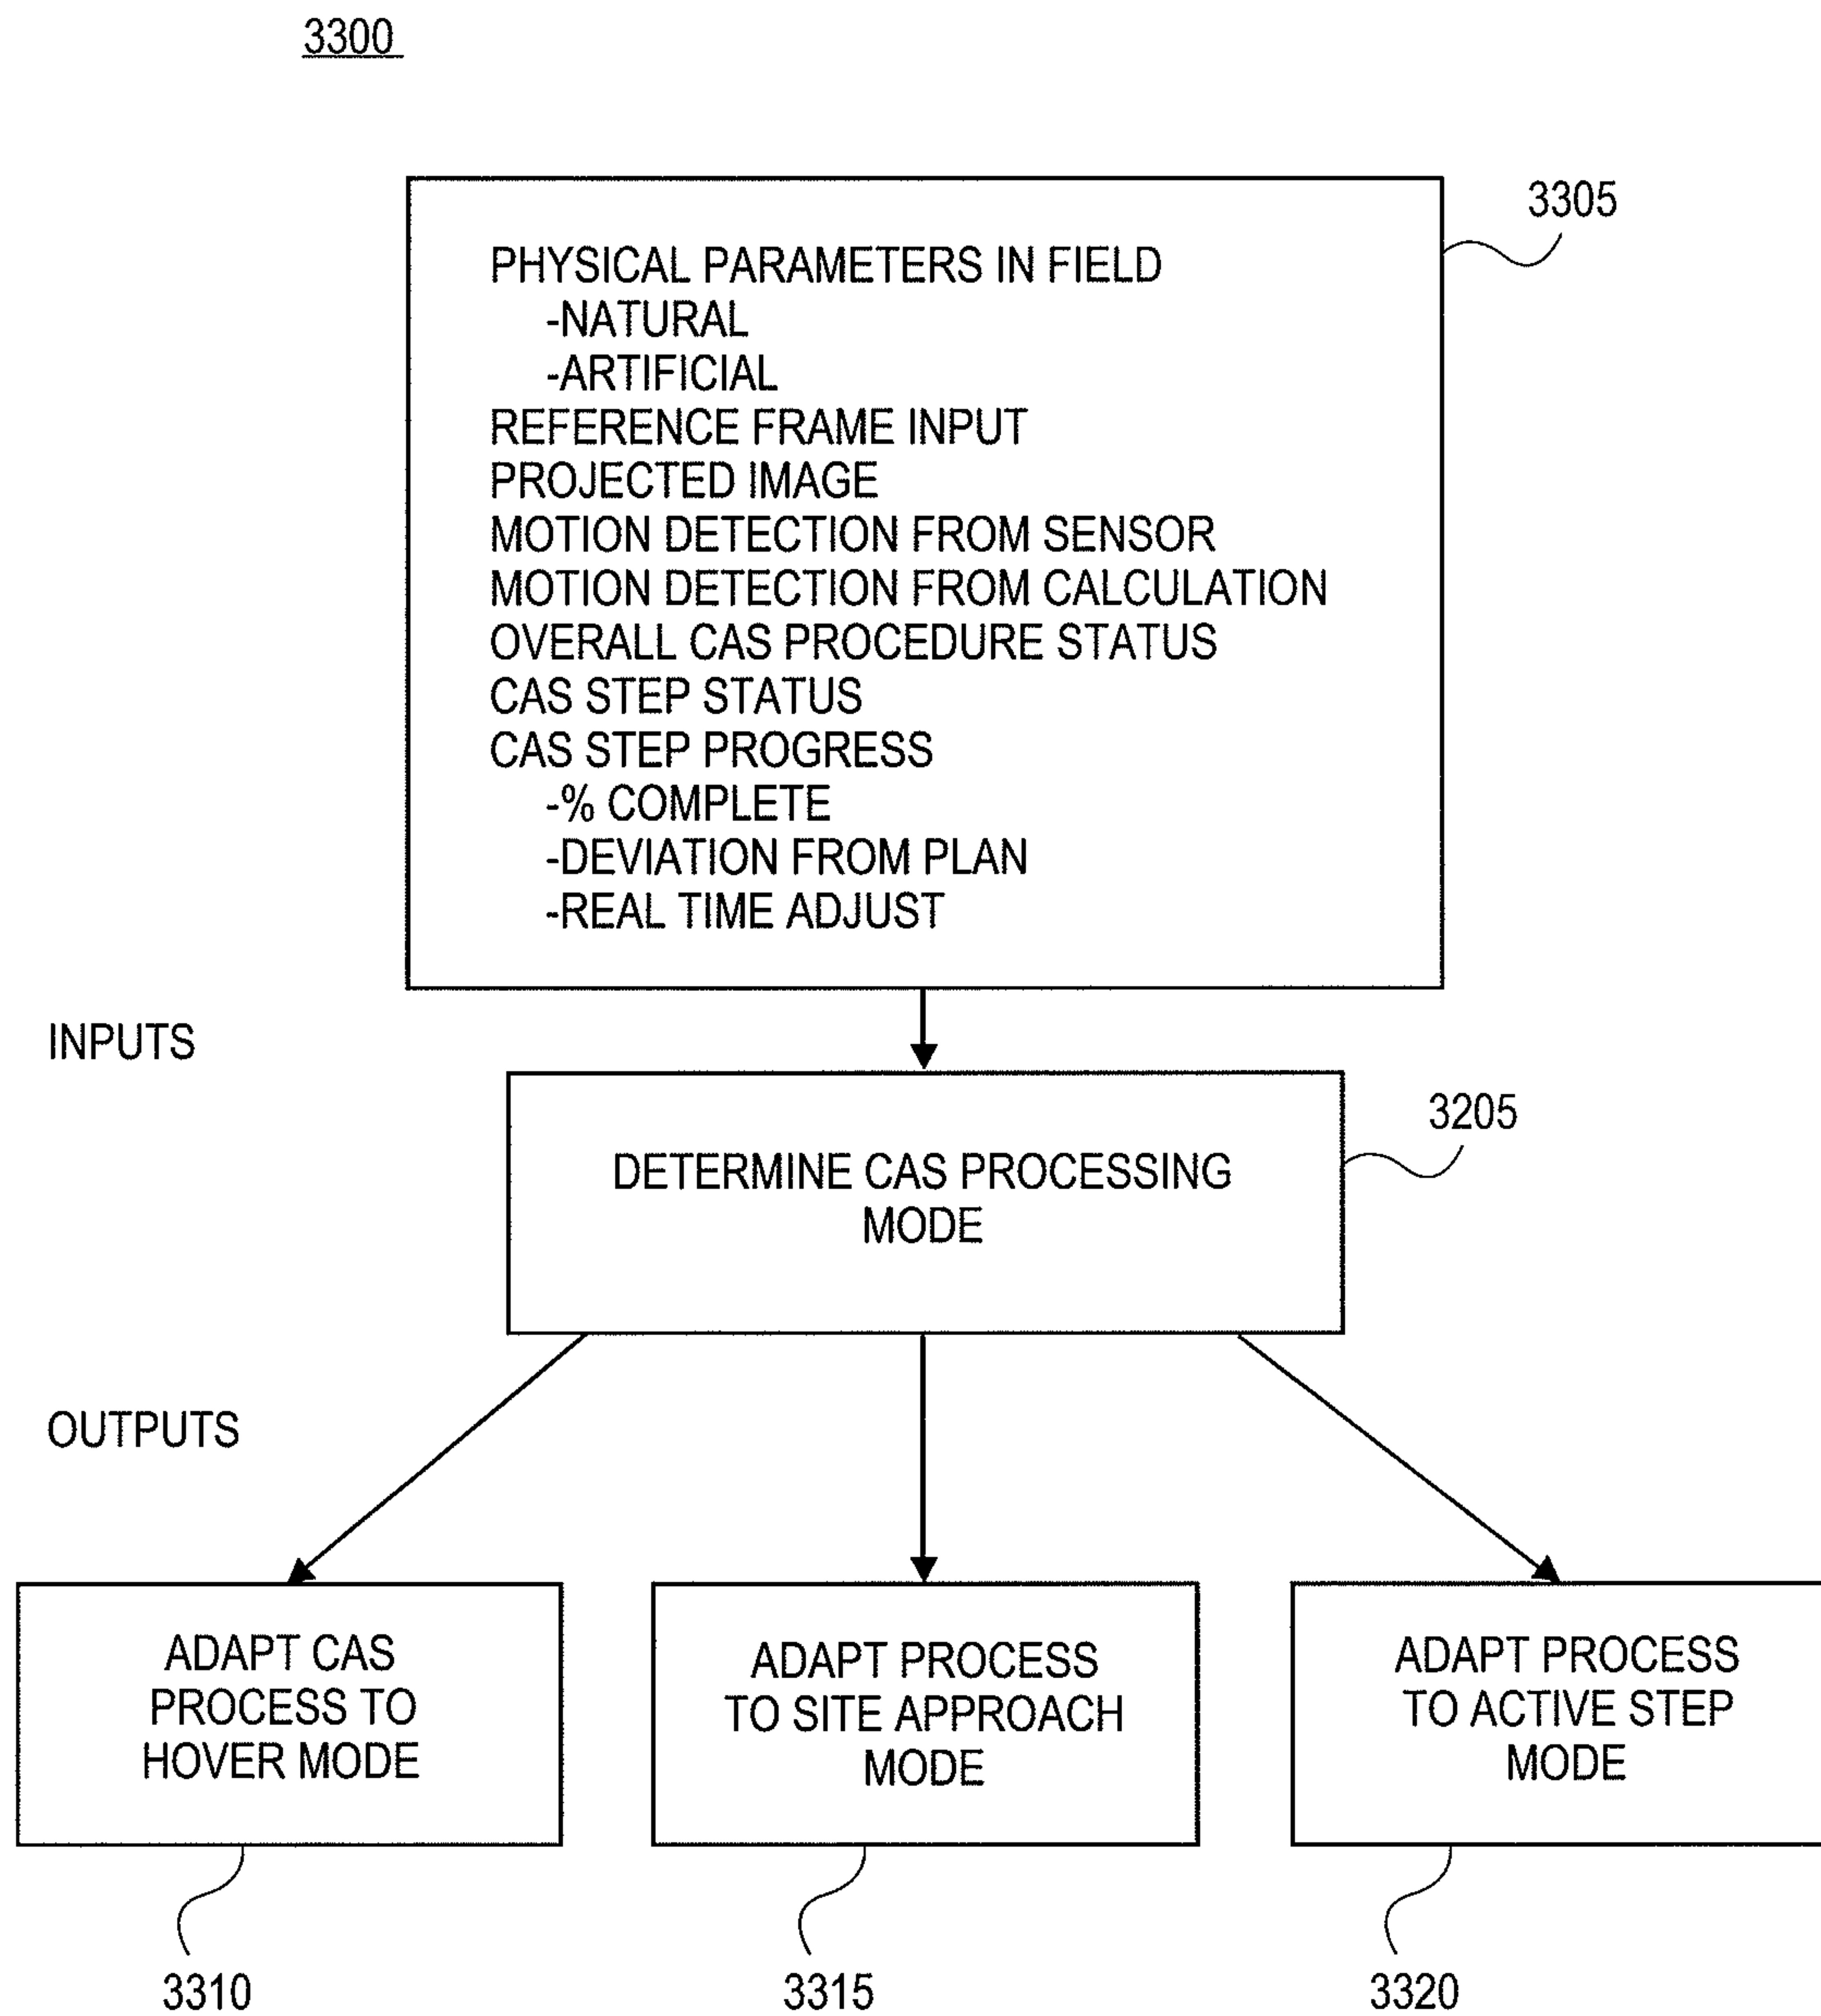 3300
3305
PHYSICAL PARAMETERS IN FIELD
-NATURAL
-ARTIFICIAL
REFERENCE FRAME INPUT
PROJECTED IMAGE
MOTION DETECTION FROM SENSOR
MOTION DETECTION FROM CALCULATION
OVERALL CAS PROCEDURE STATUS
CAS STEP STATUS
CAS STEP PROGRESS
-% COMPLETE
-DEVIATION FROM PLAN
-REAL TIME ADJUST
INPUTS
3205
DETERMINE CAS PROCESSING
MODE
OUTPUTS
ADAPT CAS
PROCESS TO
HOVER MODE
ADAPT PROCESS
TO SITE APPROACH
MODE
ADAPT PROCESS
TO ACTIVE STEP
MODE
3310
3315
3320